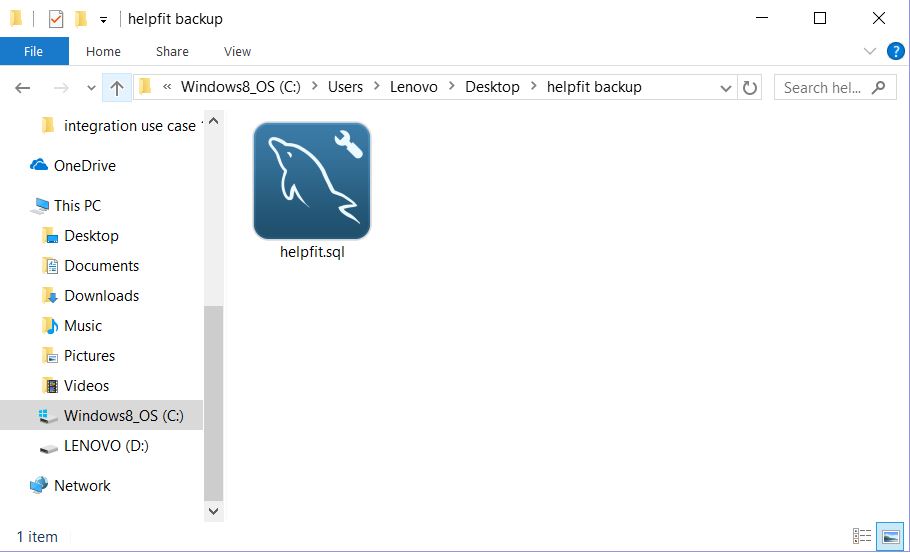 helpfit backup
File Home Share View
« Windows8_OS (C:) > Users > Lenovo > Desktop > helpfit backup
Search hel...
integration use case
OneDrive
This PC
Desktop
Documents
Downloads
Music
Pictures
Videos
Windows8_OS (C:)
LENOVO (D:)
Network
helpfit.sql
1 item